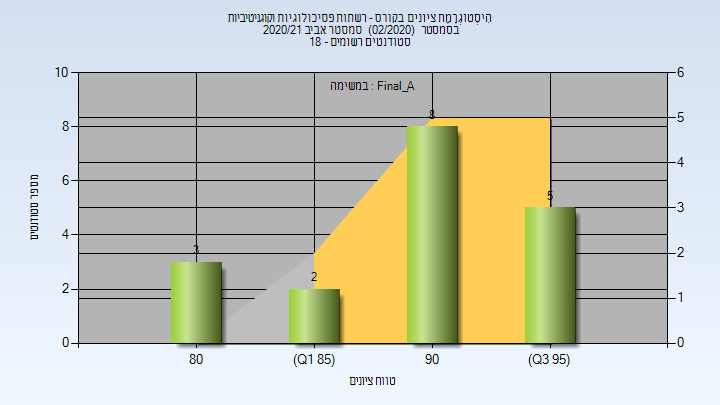 היסטוגרמת ציונים בקורס - רשתות פסיכולוגיות וקוגניטיביות
בסמסטר (02/2020) סמסטר אביב 2020/21
סטודנטים רשומים - 18
במשימה : Final_A
10
8
6
4
2
0
6
5
4
3
2
1
0
3
2
8
5
80
(Q1 85)
90
(Q3 95)
מספר סטודנטים
טווח ציונים